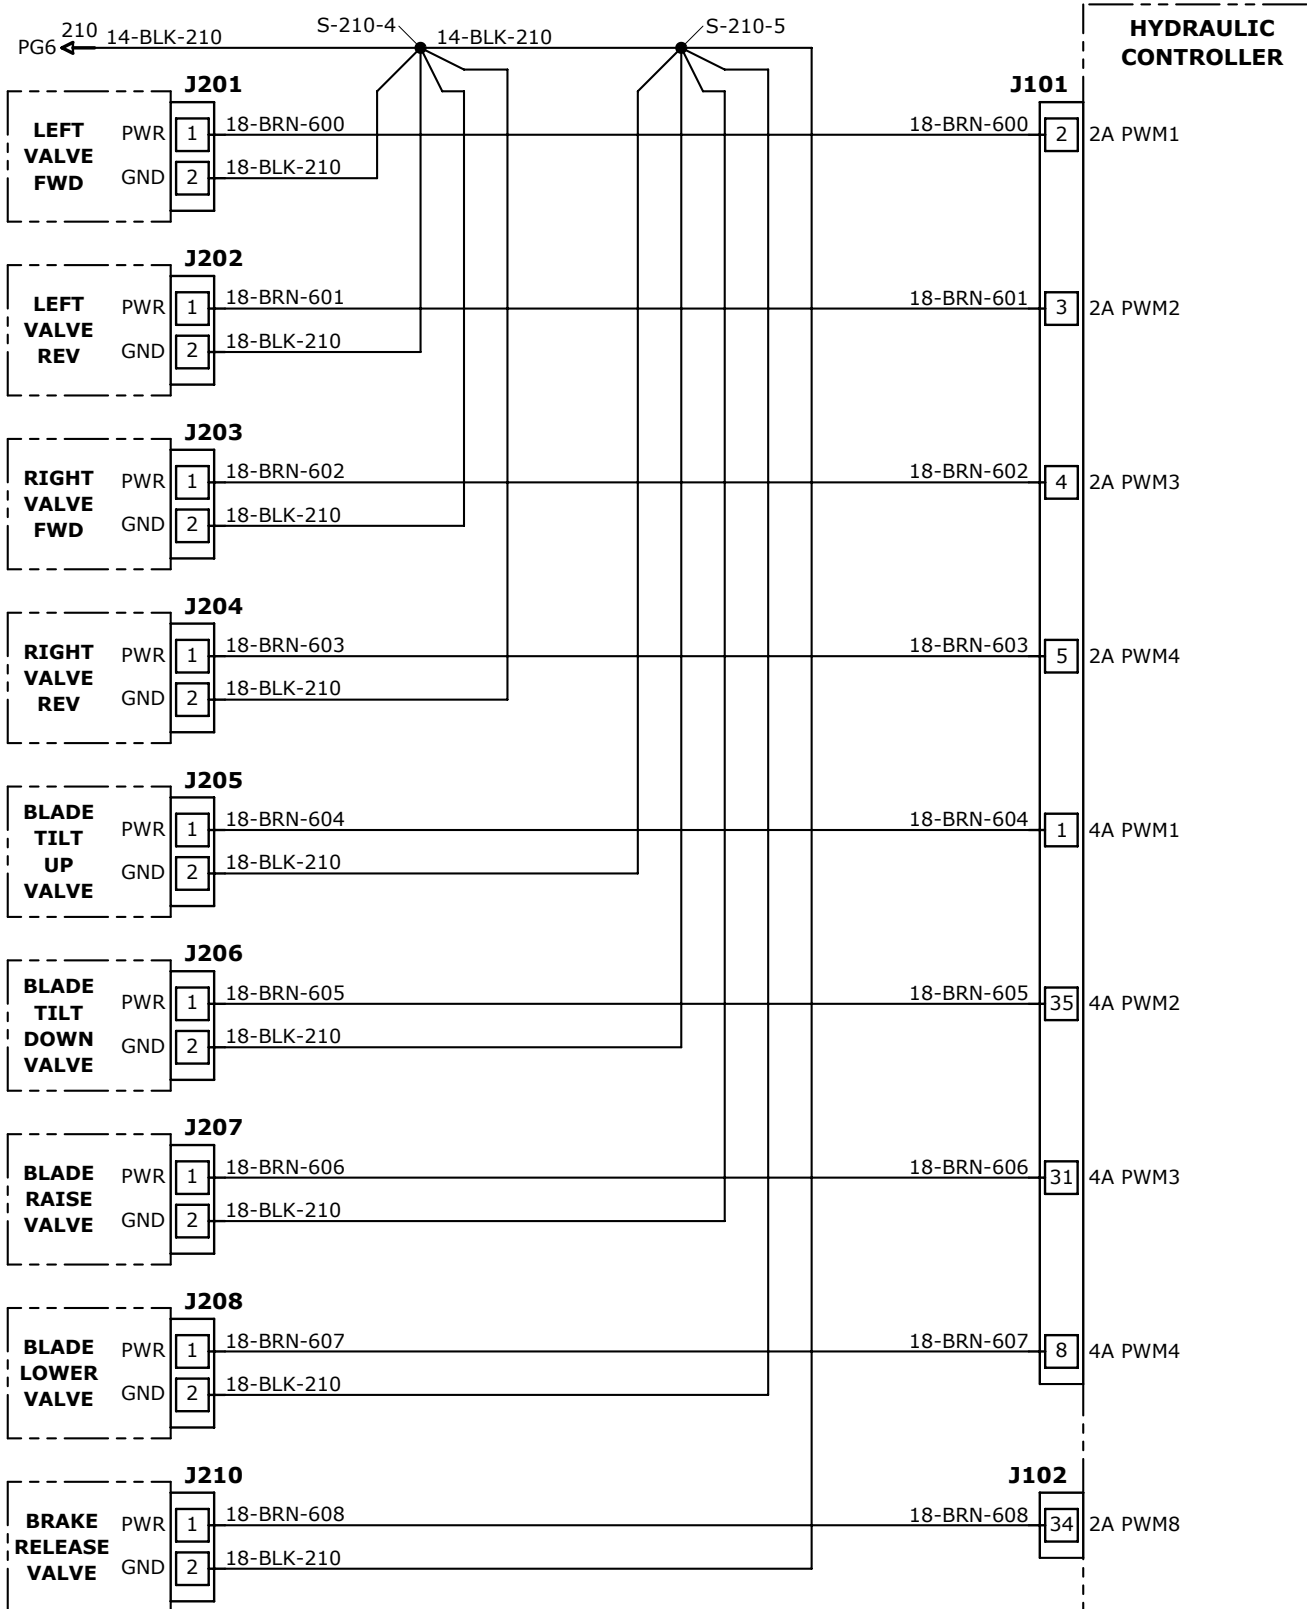 HYDRAULIC
CONTROLLER
PG6 210 14-BLK-210 S-210-4 14-BLK-210 S-210-5
J201 J101
LEFT
VALVE
FWD
PWR 1 18-BRN-600 18-BRN-600 2 2A PWM1
GND 2 18-BLK-210
J202
LEFT
VALVE
REV
PWR 1 18-BRN-601 18-BRN-601 3 2A PWM2
GND 2 18-BLK-210
J203
RIGHT
VALVE
FWD
PWR 1 18-BRN-602 18-BRN-602 4 2A PWM3
GND 2 18-BLK-210
J204
RIGHT
VALVE
REV
PWR 1 18-BRN-603 18-BRN-603 5 2A PWM4
GND 2 18-BLK-210
J205
BLADE
TILT
UP
VALVE
PWR 1 18-BRN-604 18-BRN-604 1 4A PWM1
GND 2 18-BLK-210
J206
BLADE
TILT
DOWN
VALVE
PWR 1 18-BRN-605 18-BRN-605 35 4A PWM2
GND 2 18-BLK-210
J207
BLADE
RAISE
VALVE
PWR 1 18-BRN-606 18-BRN-606 31 4A PWM3
GND 2 18-BLK-210
J208
BLADE
LOWER
VALVE
PWR 1 18-BRN-607 18-BRN-607 8 4A PWM4
GND 2 18-BLK-210
J210 J102
BRAKE
RELEASE
VALVE
PWR 1 18-BRN-608 18-BRN-608 34 2A PWM8
GND 2 18-BLK-210